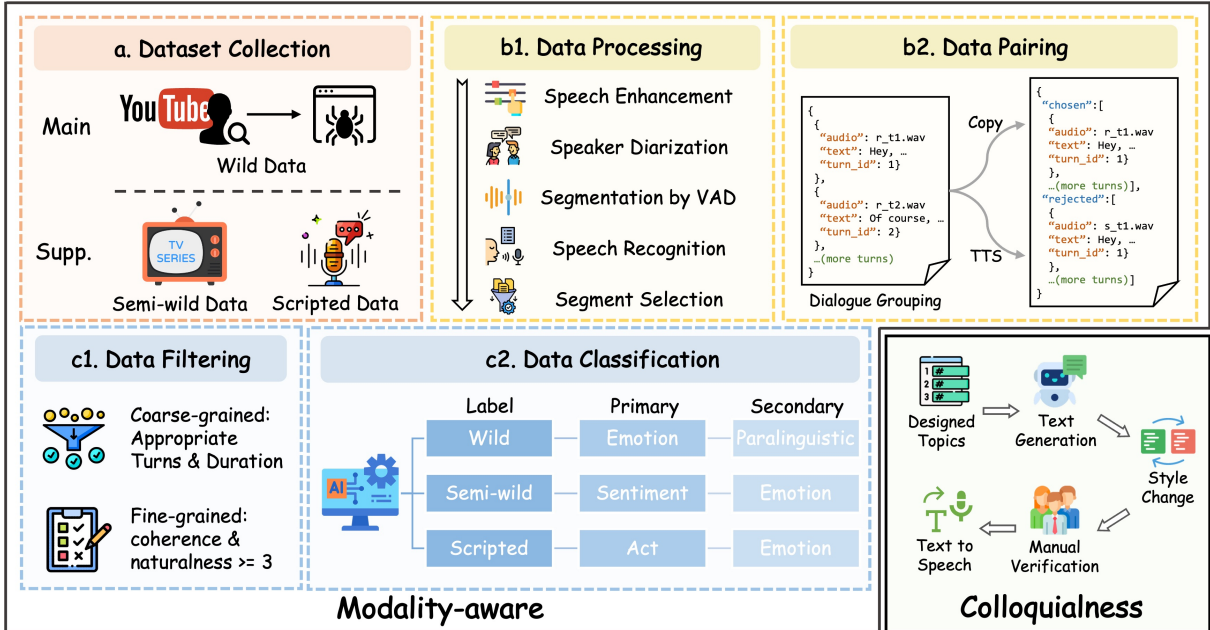 a. Dataset Collection
Main
YouTube
Wild Data
Supp.
TV
SERIES
Semi-wild Data
Scripted Data
b1. Data Processing
Speech Enhancement
Speaker Diarization
Segmentation by VAD
Speech Recognition
Segment Selection
b2. Data Pairing
{
{
“audio”: r_t1.wav
“text”: Hey, …
“turn_id”: 1}
},
{
“audio”: r_t2.wav
“text”: Of course, …
“turn_id”: 2}
},
…(more turns)
}
Dialogue Grouping
Copy
TTS
{
“chosen”:[
{
“audio”: r_t1.wav
“text”: Hey, …
“turn_id”: 1}
},
…(more turns)],
“rejected”:[
{
“audio”: s_t1.wav
“text”: Hey, …
“turn_id”: 1}
},
…(more turns)]
}
c1. Data Filtering
Coarse-grained:
Appropriate
Turns & Duration
Fine-grained:
coherence &
naturalness >= 3
c2. Data Classification
Label Primary Secondary
AI
Wild Emotion Paralinguistic
Semi-wild Sentiment Emotion
Scripted Act Emotion
Modality-aware
1 #
2 #
3 #
Designed
Topics
Text
Generation
Style
Change
Manual
Verification
T
Text to
Speech
Colloquialness